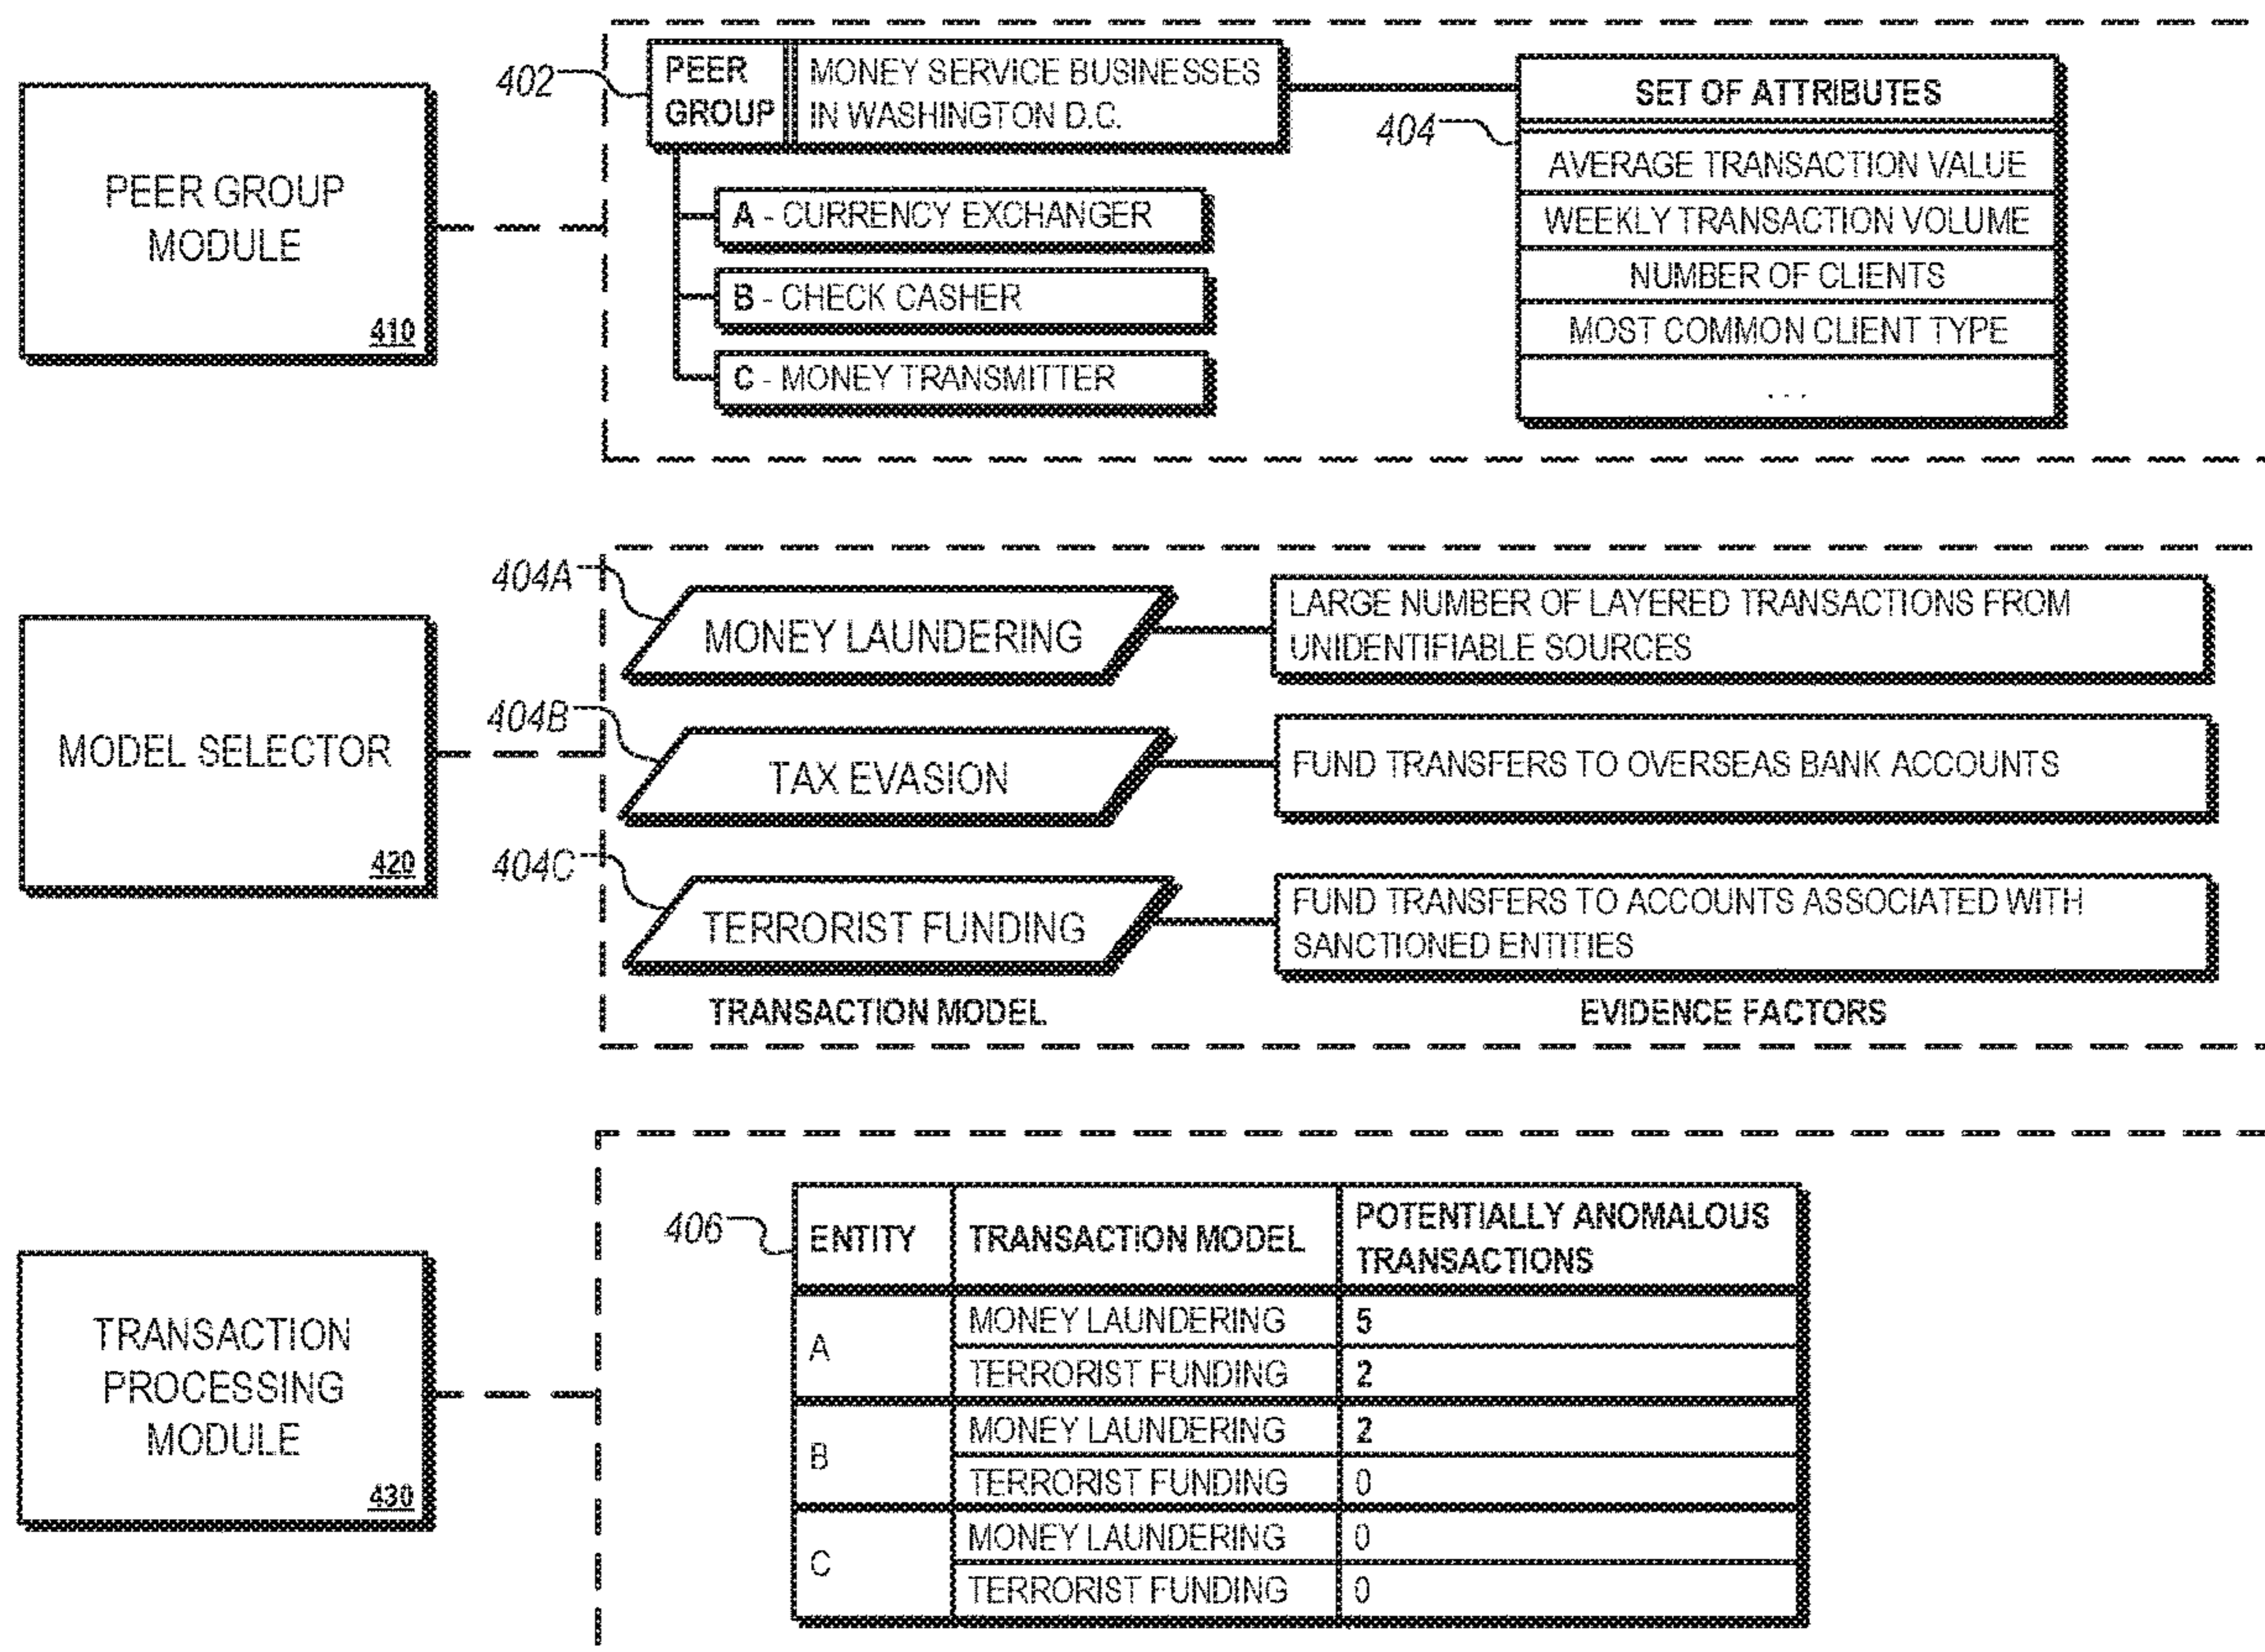 PEER GROUP
MODULE
410
402
PEER
GROUP
MONEY SERVICE BUSINESSES
IN WASHINGTON D.C.
A - CURRENCY EXCHANGER
B - CHECK CASHER
C - MONEY TRANSMITTER
404
SET OF ATTRIBUTES
AVERAGE TRANSACTION VALUE
WEEKLY TRANSACTION VOLUME
NUMBER OF CLIENTS
MOST COMMON CLIENT TYPE
...
MODEL SELECTOR
420
404A
MONEY LAUNDERING
LARGE NUMBER OF LAYERED TRANSACTIONS FROM
UNIDENTIFIABLE SOURCES
404B
TAX EVASION
FUND TRANSFERS TO OVERSEAS BANK ACCOUNTS
404C
TERRORIST FUNDING
FUND TRANSFERS TO ACCOUNTS ASSOCIATED WITH
SANCTIONED ENTITIES
TRANSACTION MODEL
EVIDENCE FACTORS
TRANSACTION
PROCESSING
MODULE
430
406
ENTITY
TRANSACTION MODEL
POTENTIALLY ANOMALOUS
TRANSACTIONS
A
MONEY LAUNDERING
5
TERRORIST FUNDING
2
B
MONEY LAUNDERING
2
TERRORIST FUNDING
0
C
MONEY LAUNDERING
0
TERRORIST FUNDING
0